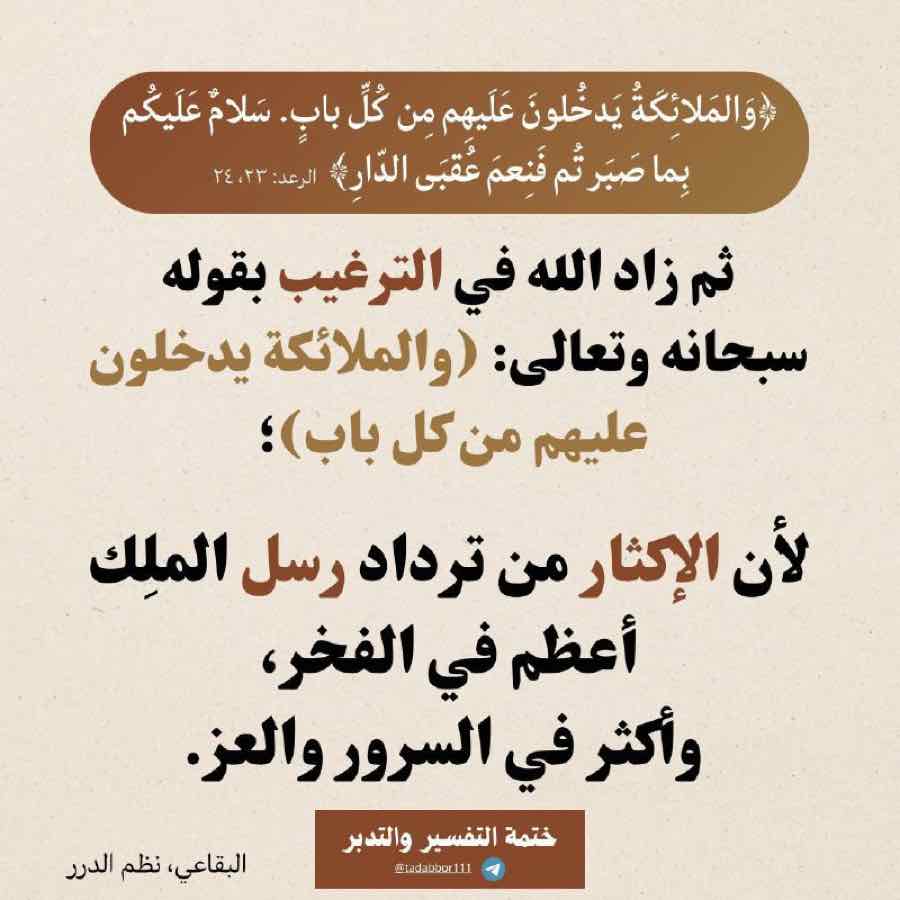 ﴿وَالمَلائِكَةُ يَدخُلونَ عَلَيهِم مِن كُلِّ بابٍ. سَلامٌ عَلَيكُم
بِما صَبَر تُم فَنِعمَ عُقبَى الدّارِ﴾ الرعد: ٢٣، ٢٤
ثم زاد الله في الترغيب بقوله
سبحانه وتعالى: (والملائكة يدخلون
عليهم من كل باب)؛
لأن الإكثار من ترداد رسل الملِك
أعظم في الفخر،
وأكثر في السرور والعز.
ختمة التفسير والتدبر
@tadabbor111
البقاعي، نظم الدرر